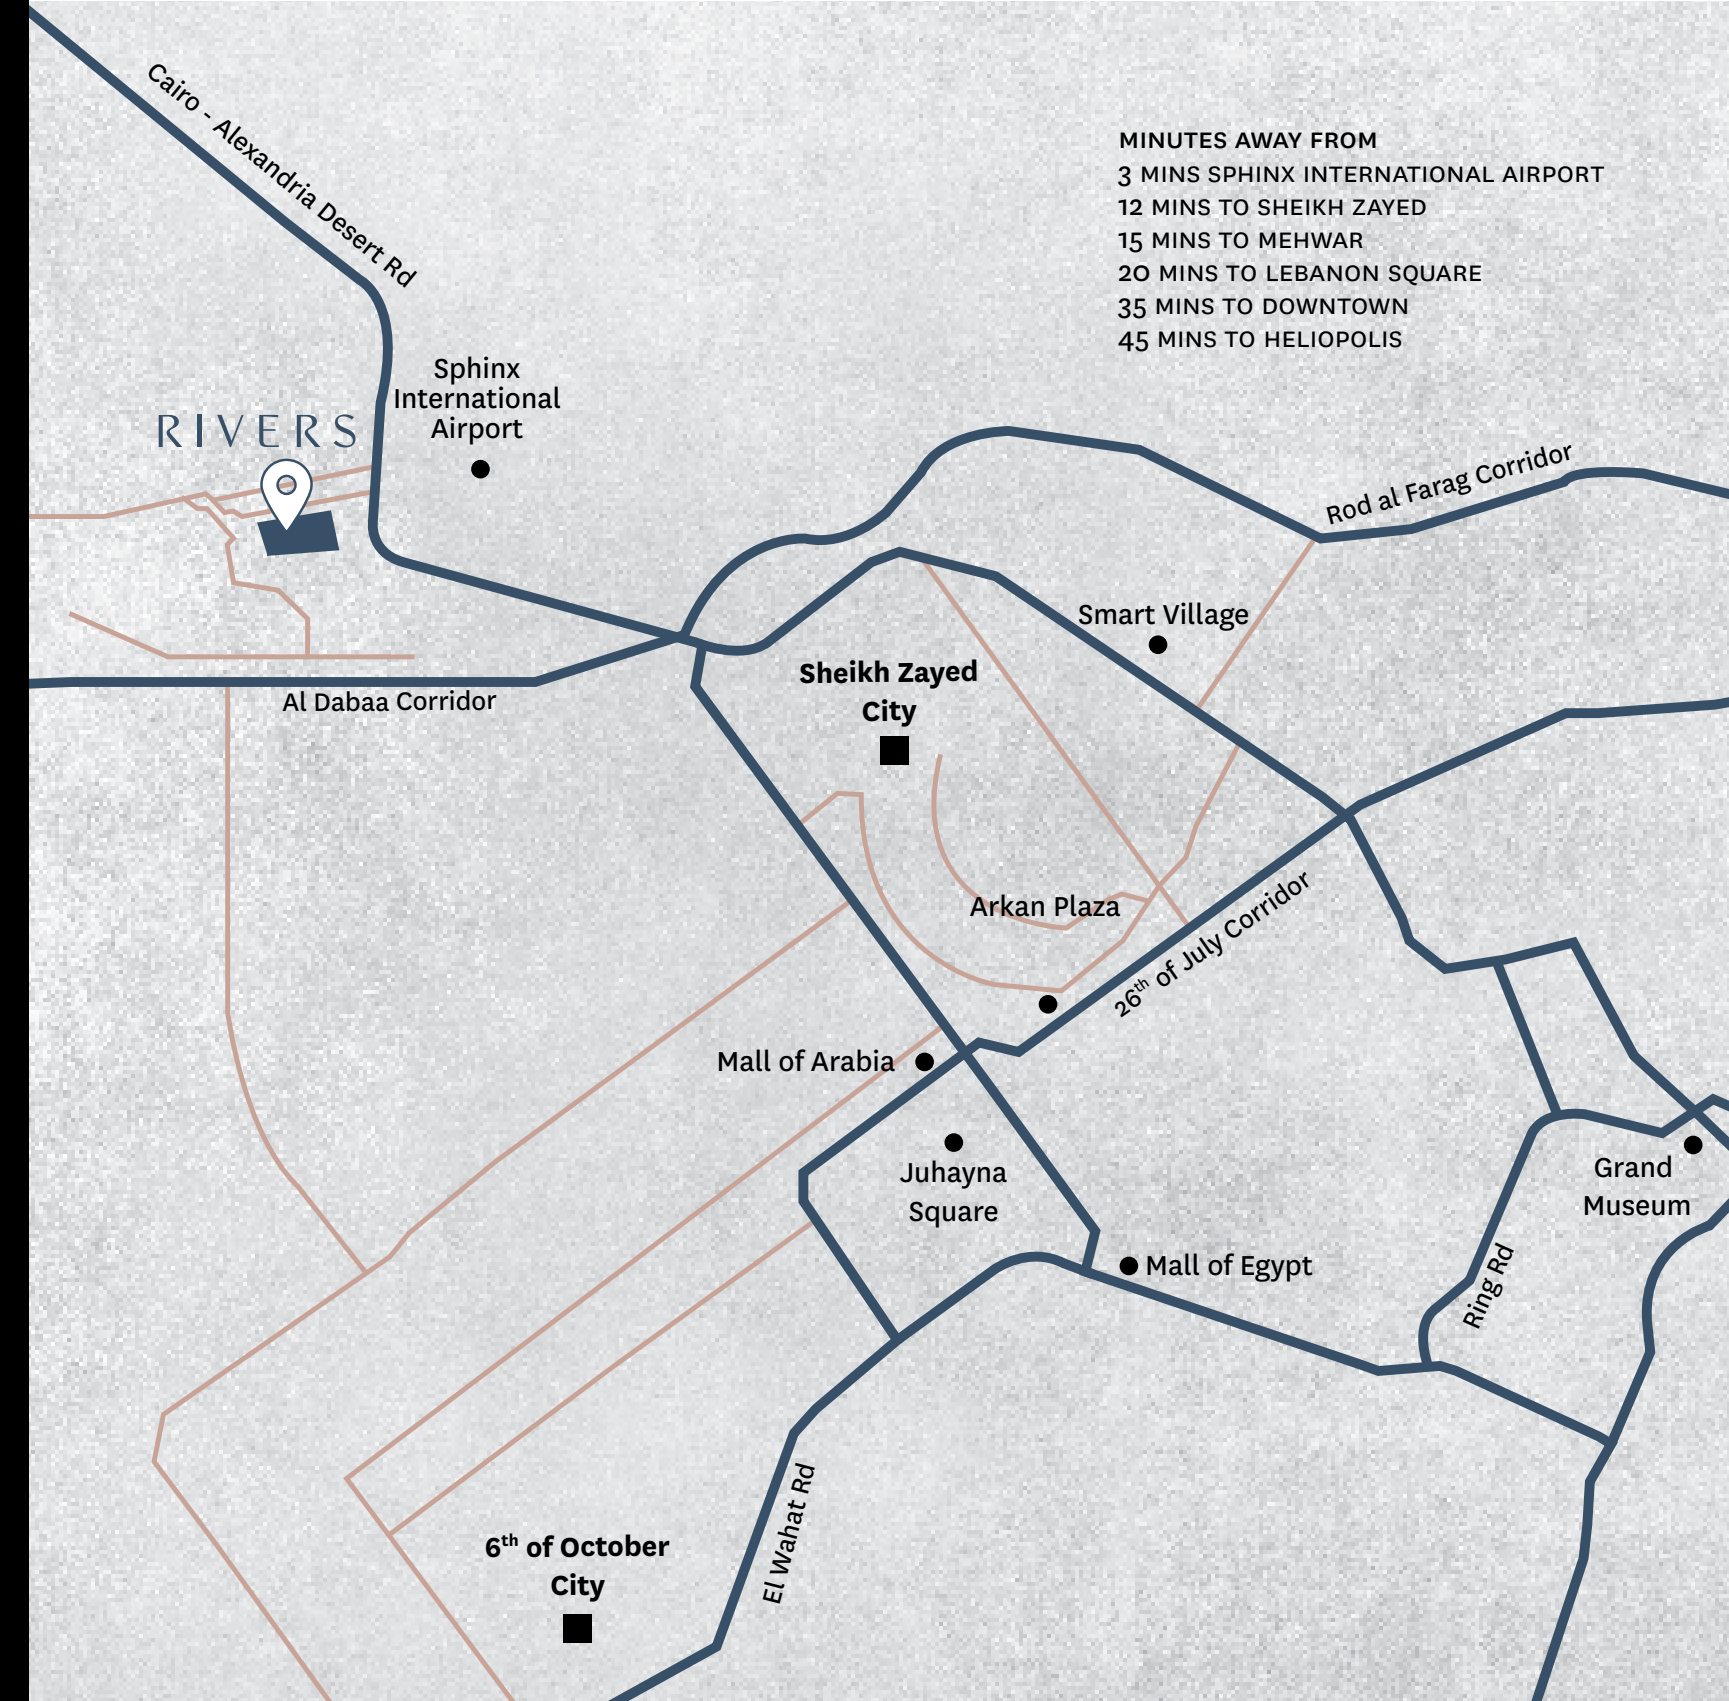 Cairo - Alexandria Desert Rd
MINUTES AWAY FROM
3 MINS SPHINX INTERNATIONAL AIRPORT
12 MINS TO SHEIKH ZAYED
15 MINS TO MEHWAR
20 MINS TO LEBANON SQUARE
35 MINS TO DOWNTOWN
45 MINS TO HELIOPOLIS
Sphinx
International
Airport
RIVERS
Rod al Farag Corridor
Smart Village
Sheikh Zayed
City
Al Dabaa Corridor
Arkan Plaza
26th of July Corridor
Mall of Arabia
Juhayna
Square
Grand
Museum
Mall of Egypt
Ring Rd
El Wahat Rd
6th of October
City